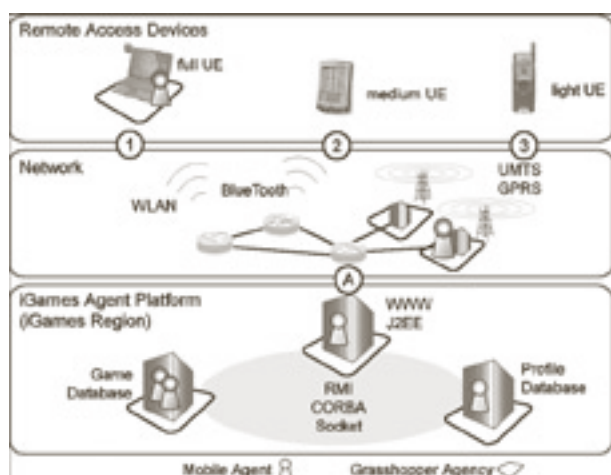 Remote Access Devices
full UE
medium UE
light UE
1
2
3
Network
UMTS
GPRS
BlueTooth
WLAN
A
iGames Agent Platform
(iGames Region)
WWW
J2EE
Game
Database
Profile
Database
RMI
CORBA
Socket
Mobile Agent
Grasshopper Agency